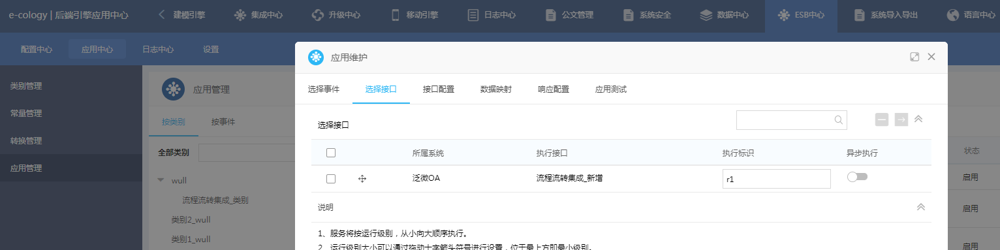 e-cology | 后端引擎应用中心 建模引擎 集成中心 升级中心 移动引擎 日志中心 公文管理 系统安全 数据中心 ESB中心 系统导入导出 语言中心
配置中心 应用中心 日志中心 设置
类别管理
常量管理
转换管理
应用管理
应用管理
按类别 按事件
全部类别
wull
流程流转集成_类别
类别2_wull
类别1_wull
应用维护
选择事件 选择接口 接口配置 数据映射 响应配置 应用测试
选择接口
所属系统 执行接口 执行标识 异步执行
泛微OA 流程流转集成_新增 r1
说明
1、服务将按运行级别，从小向大顺序执行。
2、运行级别大小可以通过拖动十字箭头符号进行设置，位于最上方即最小级别。
状态
启用
启用
启用